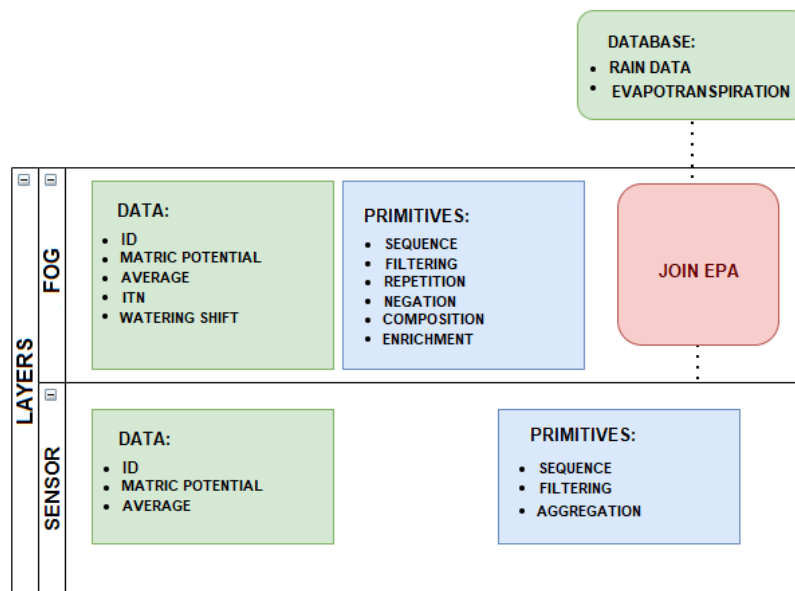 DATABASE:
RAIN DATA
EVAPOTRANSPIRATION
LAYERS
FOG
DATA:
ID
MATRIC POTENTIAL
AVERAGE
ITN
WATERING SHIFT
PRIMITIVES:
SEQUENCE
FILTERING
REPETITION
NEGATION
COMPOSITION
ENRICHMENT
JOIN EPA
SENSOR
DATA:
ID
MATRIC POTENTIAL
AVERAGE
PRIMITIVES:
SEQUENCE
FILTERING
AGGREGATION